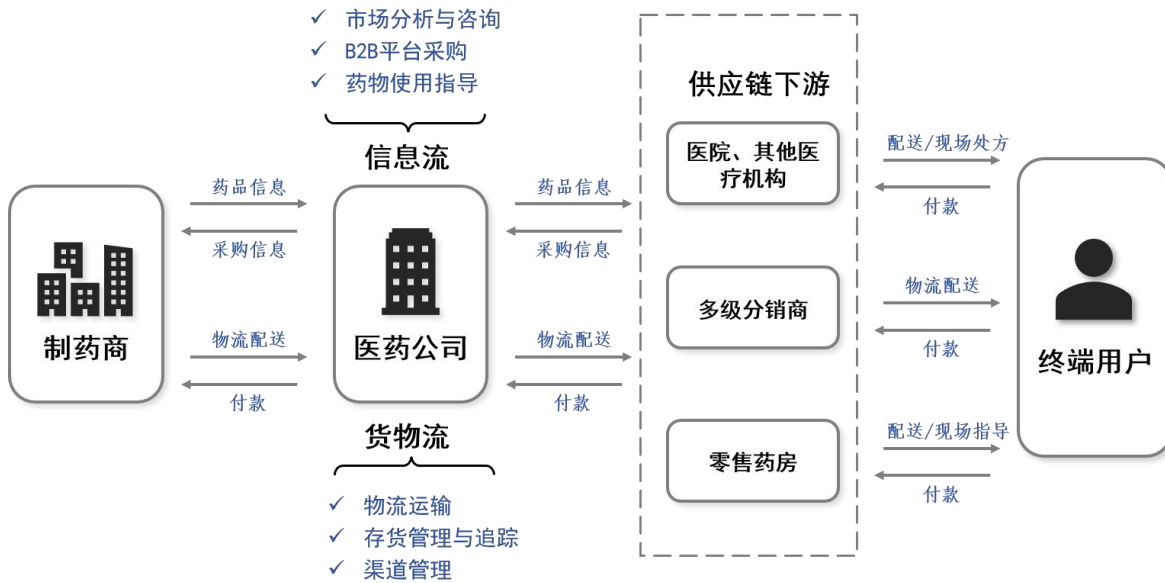 市场分析与咨询
B2B平台采购
药物使用指导
信息流
制药商
药品信息
采购信息
物流配送
付款
医药公司
药品信息
采购信息
物流配送
付款
货物流
物流运输
存货管理与追踪
渠道管理
供应链下游
医院、其他医
疗机构
多级分销商
零售药房
配送/现场处方
付款
物流配送
付款
配送/现场指导
付款
终端用户